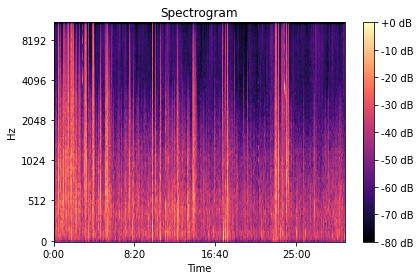 Spectrogram
8192
4096
2048
1024
512
0
Hz
0:00
8:20
16:40
25:00
Time
+0 dB
-10 dB
-20 dB
-30 dB
-40 dB
-50 dB
-60 dB
-70 dB
-80 dB